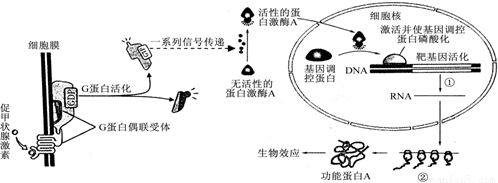 细胞膜
G蛋白活化
促甲状腺激素
G蛋白偶联受体
一系列信号传递
活性的蛋白激酶A
无活性的蛋白激酶A
细胞核
激活并使基因调控蛋白磷酸化
基因调控蛋白
DNA
靶基因活化
①
RNA
生物效应
功能蛋白A
②